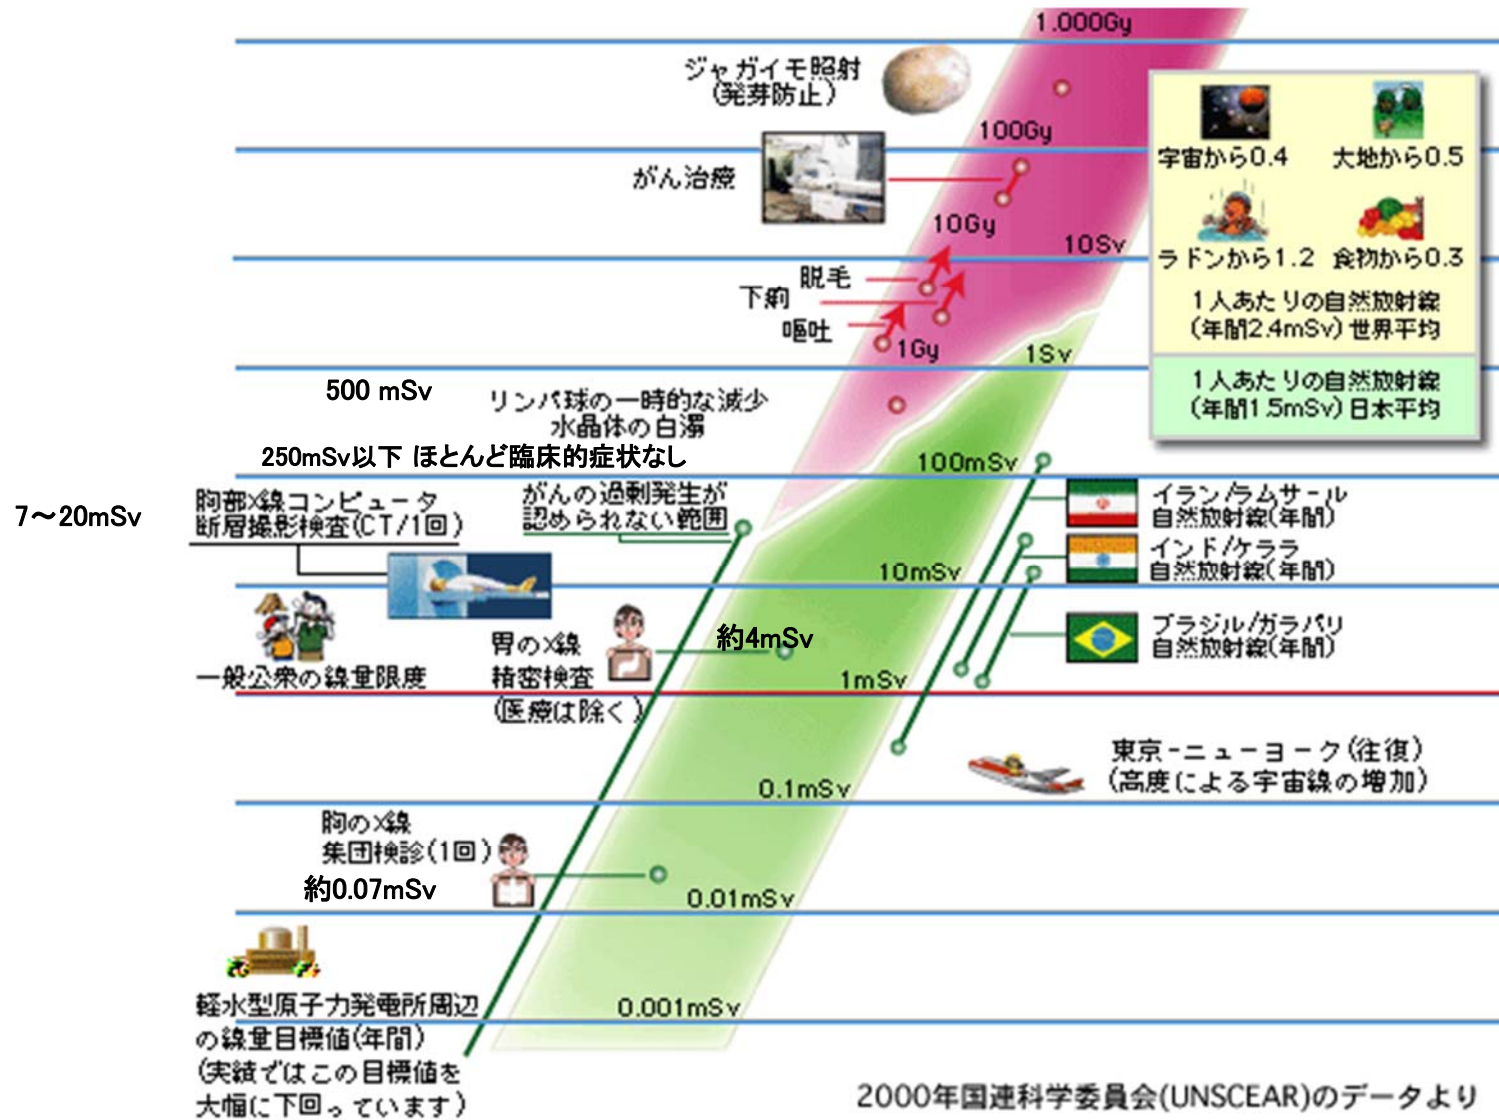 1.000Gy
ジャガイモ照射
(発芽防止)
100Gy
がん治療
10Gy
10Sv
脱毛
下痢
嘔吐
1Gy
1Sv
宇宙から0.4
大地から0.5
ラドンから1.2
食物から0.3
1人あたりの自然放射線
(年間2.4mSv)世界平均
1人あたりの自然放射線
(年間1.5mSv)日本平均
500 mSv
リンパ球の一時的な減少
水晶体の白濁
250mSv以下 ほとんど臨床的症状なし
100mSv
7～20mSv
胸部X線コンピュータ
断層撮影検査(CT/1回)
がんの過剰発生が
認められない範囲
イラン/ラムサール
自然放射線(年間)
インド/ケララ
自然放射線(年間)
10mSv
ブラジル/ガラパリ
自然放射線(年間)
一般公衆の線量限度
胃のX線
精密検査
(医療は除く)
約4mSv
1mSv
東京-ニューヨーク(往復)
(高度による宇宙線の増加)
0.1mSv
胸のX線
集団検診(1回)
約0.07mSv
0.01mSv
軽水型原子力発電所周辺
の線量目標値(年間)
(実績ではこの目標値を
大幅に下回っています)
0.001mSv
2000年国連科学委員会(UNSCEAR)のデータより